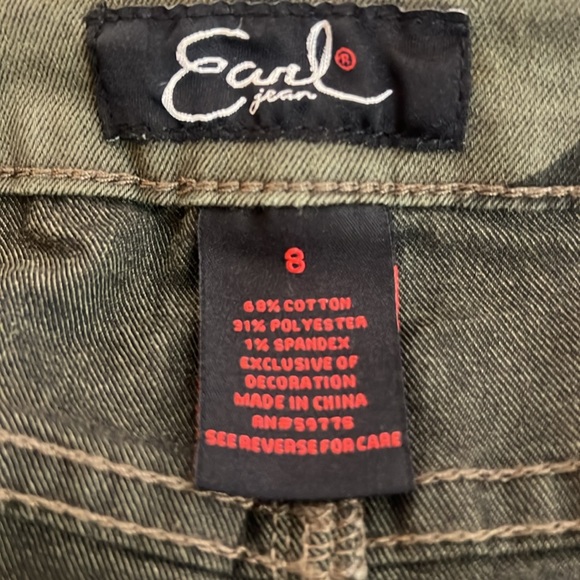 Earl®
jean
8
68% COTTON
31% POLYESTER
1% SPANDEX
EXCLUSIVE OF
DECORATION
MADE IN CHINA
RN#59778
SEE REVERSE FOR CARE